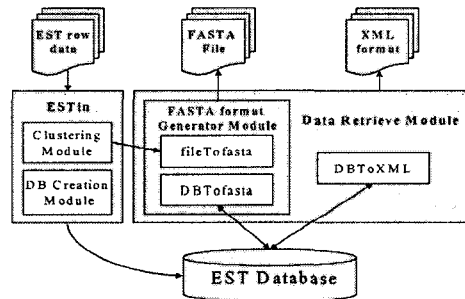 EST row
data
FASTA
File
XML
format
ESTin
Clustering
Module
DB Creation
Module
FASTA format
Generator Module
fileTofasta
DBTofasta
Data Retrieve Module
DBToXML
EST Database